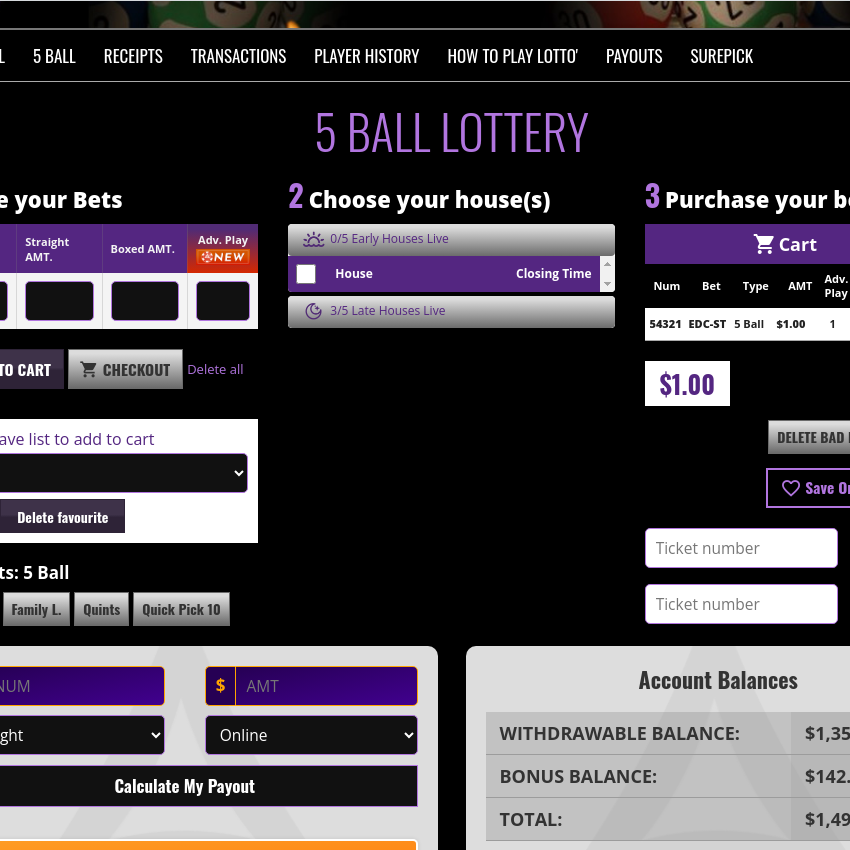 5 BALL RECEIPTS TRANSACTIONS PLAYER HISTORY HOW TO PLAY LOTTO' PAYOUTS SUREPICK
5 BALL LOTTERY
e your Bets
Straight AMT.
Boxed AMT.
Adv. Play
NEW
TO CART
CHECKOUT
Delete all
ave list to add to cart
Delete favourite
ts: 5 Ball
Family L.
Quints
Quick Pick 10
2 Choose your house(s)
0/5 Early Houses Live
House Closing Time
3/5 Late Houses Live
3 Purchase your b
Cart
Num Bet Type AMT Adv. Play
54321 EDC-ST 5 Ball $1.00 1
$1.00
DELETE BAD
Save O
Ticket number
Ticket number
NUM
$ AMT
ght
Online
Calculate My Payout
Account Balances
WITHDRAWABLE BALANCE: $1,35
BONUS BALANCE: $142.
TOTAL: $1,49